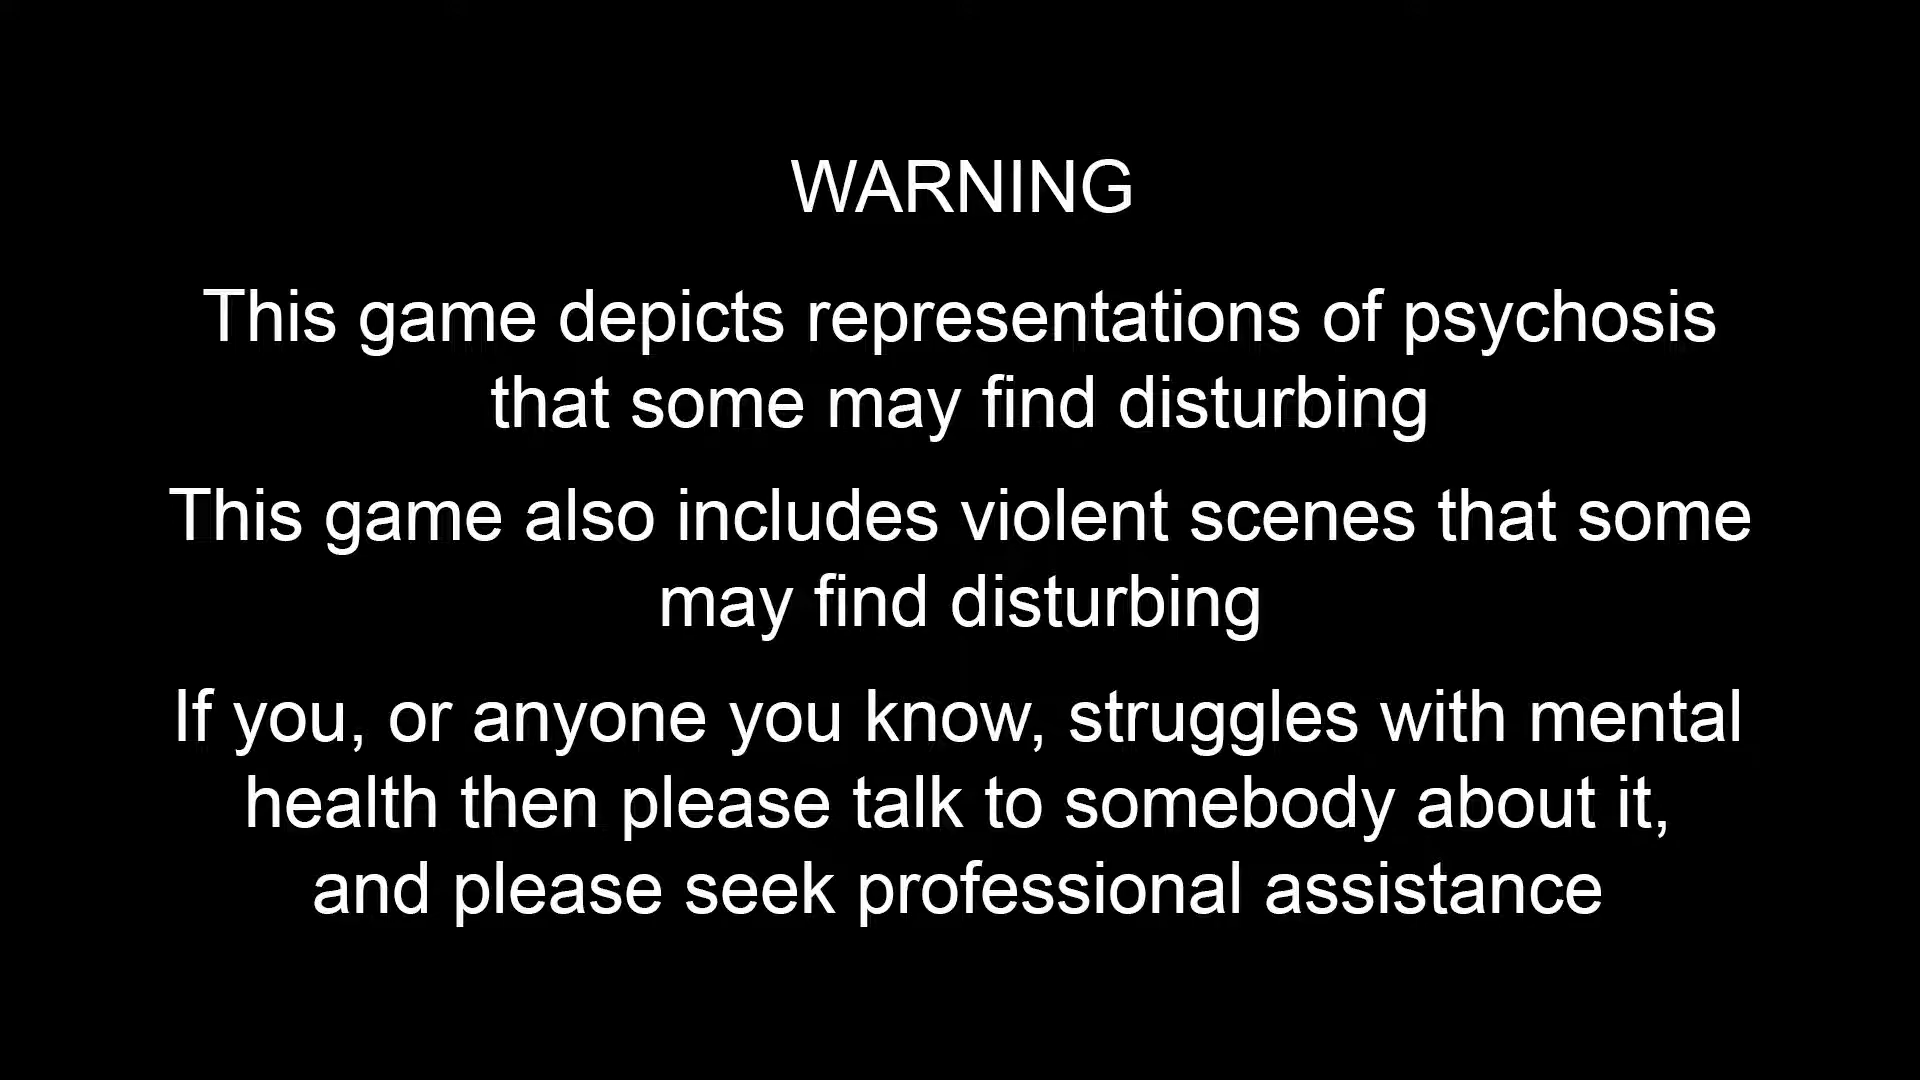 WARNING
This game depicts representations of psychosis
that some may find disturbing
This game also includes violent scenes that some
may find disturbing
If you, or anyone you know, struggles with mental
health then please talk to somebody about it,
and please seek professional assistance